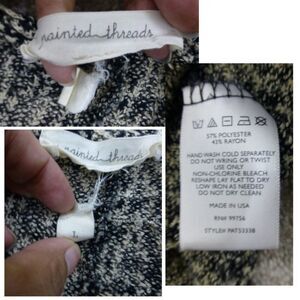 painted threads
57% POLYESTER
43% RAYON
HAND WASH COLD SEPARATELY
DO NOT WRING OR TWIST
USE ONLY
NON-CHLORINE BLEACH
RESHAPE LAY FLAT TO DRY
LOW IRON AS NEEDED
DO NOT DRY CLEAN
MADE IN USA
RN# 99756
STYLE# PAT53338
painted threads
L